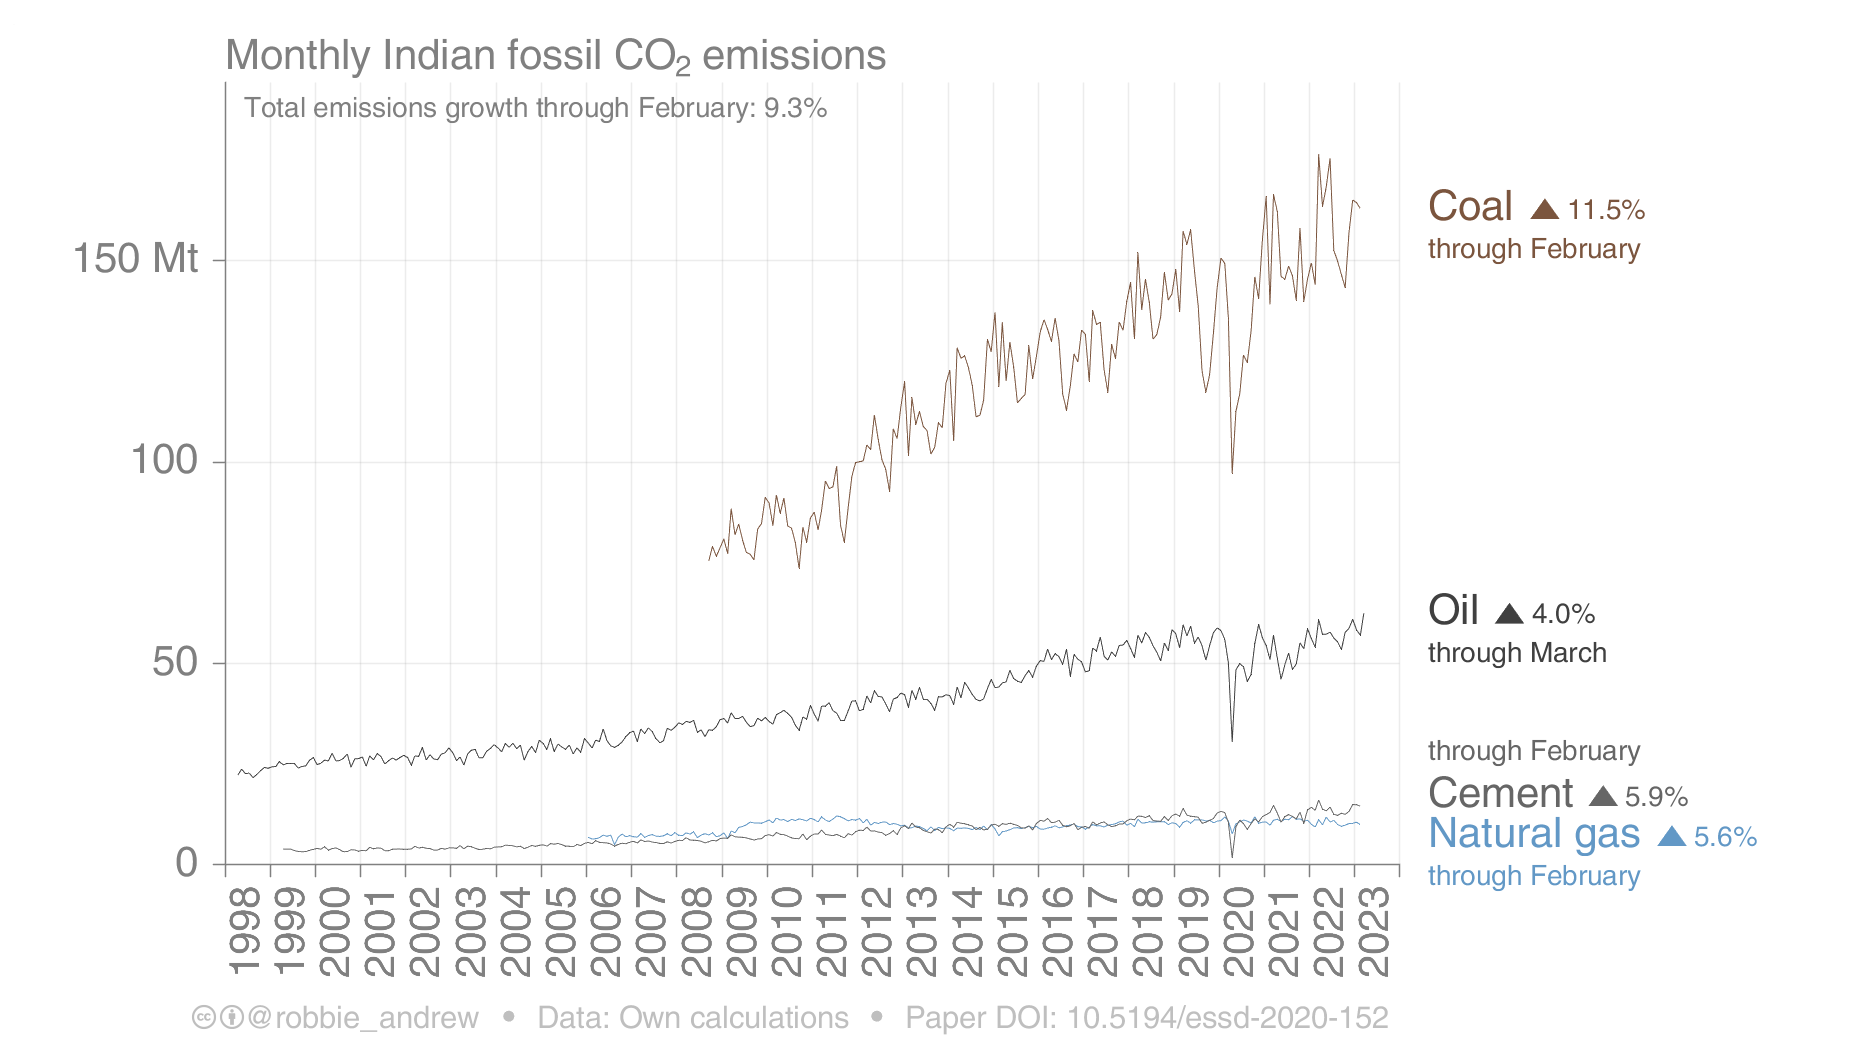 Monthly Indian fossil CO₂ emissions
Total emissions growth through February: 9.3%
150 Mt
100
50
0
Coal ▲ 11.5%
through February
Oil ▲ 4.0%
through March
through February
Cement ▲ 5.9%
Natural gas ▲ 5.6%
through February
1998 1999 2000 2001 2002 2003 2004 2005 2006 2007 2008 2009 2010 2011 2012 2013 2014 2015 2016 2017 2018 2019 2020 2021 2022 2023
@robbie_andrew • Data: Own calculations • Paper DOI: 10.5194/essd-2020-152